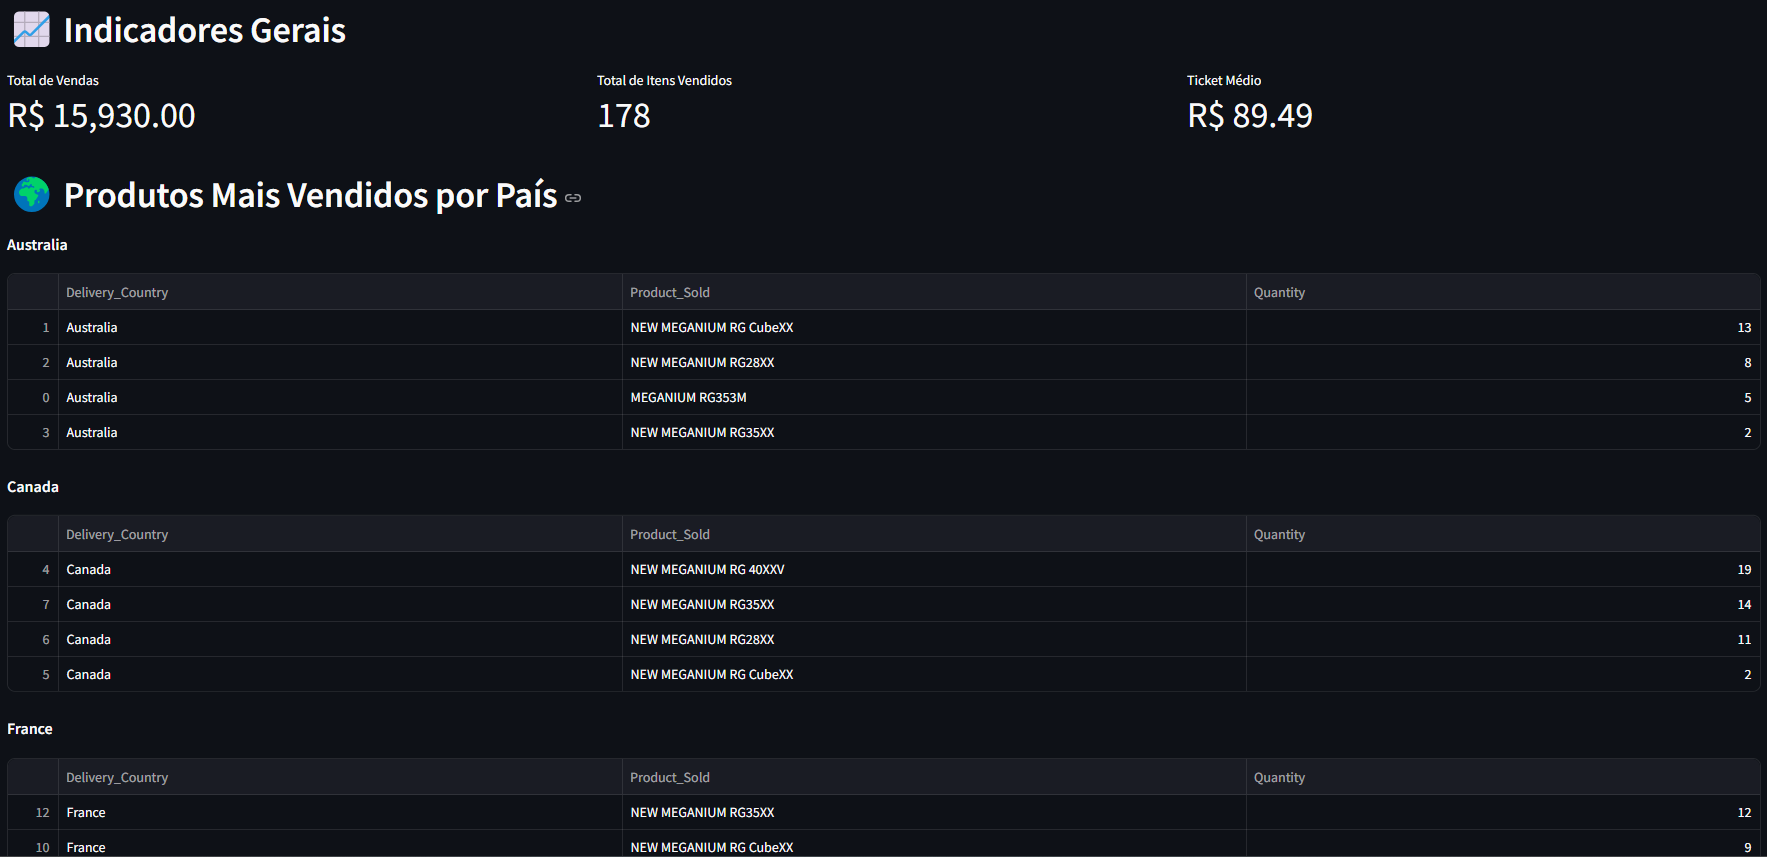 Indicadores Gerais
Total de Vendas Total de Itens Vendidos Ticket Médio
R$ 15,930.00 178 R$ 89.49
Produtos Mais Vendidos por País
Australia
Delivery_Country Product_Sold Quantity
1 Australia NEW MEGANIUM RG CubeXX 13
2 Australia NEW MEGANIUM RG28XX 8
0 Australia MEGANIUM RG353M 5
3 Australia NEW MEGANIUM RG35XX 2
Canada
Delivery_Country Product_Sold Quantity
4 Canada NEW MEGANIUM RG 40XXV 19
7 Canada NEW MEGANIUM RG35XX 14
6 Canada NEW MEGANIUM RG28XX 11
5 Canada NEW MEGANIUM RG CubeXX 2
France
Delivery_Country Product_Sold Quantity
12 France NEW MEGANIUM RG35XX 12
10 France NEW MEGANIUM RG CubeXX 9